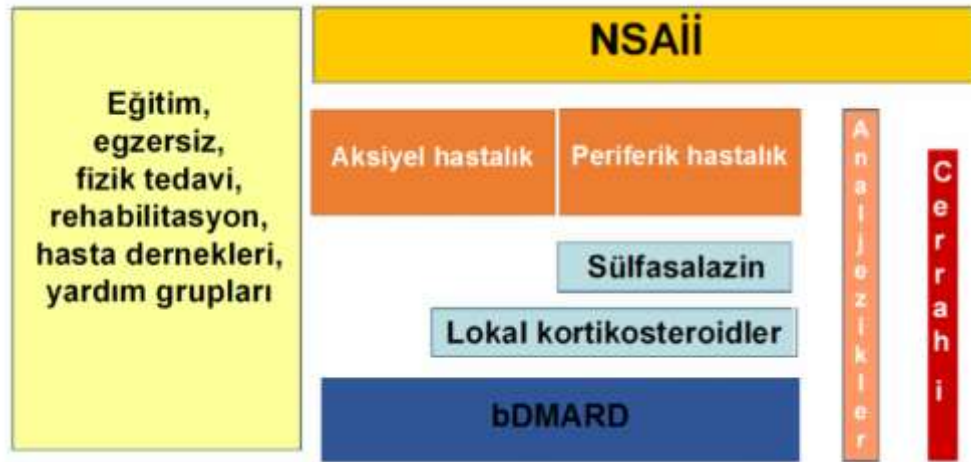 Eğitim,
egzersiz,
fizik tedavi,
rehabilitasyon,
hasta dernekleri,
yardım grupları
NSAİİ
Aksiyel hastalık
Periferik hastalık
Sülfasalazin
Lokal kortikosteroidler
bDMARD
Analjezikler
Cerrahi